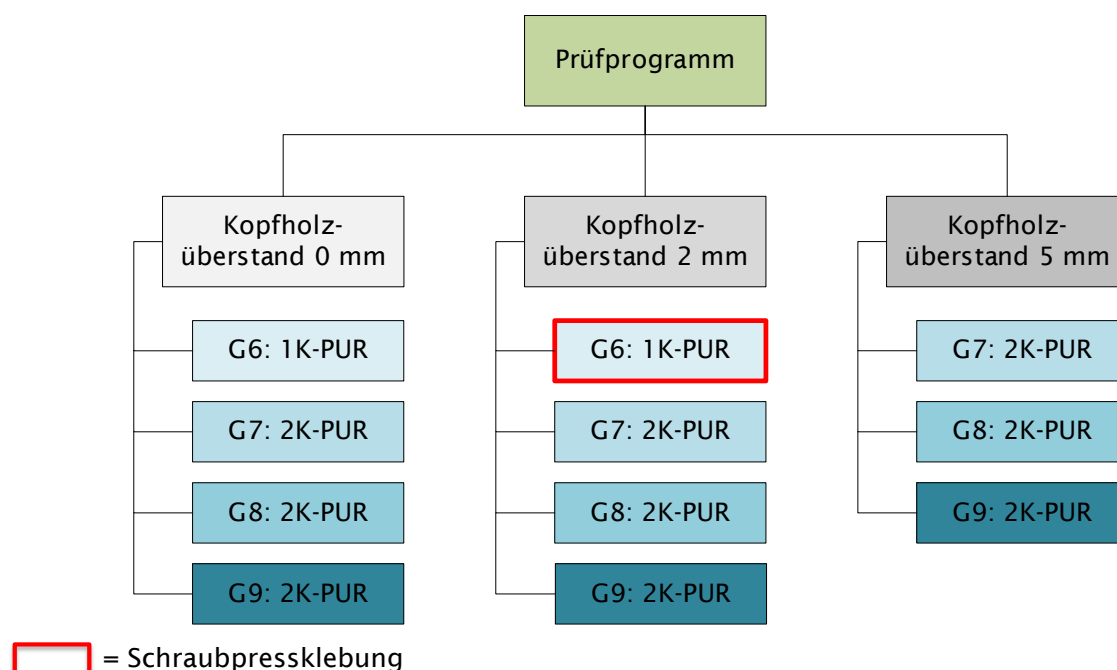 Prüfprogramm
Kopfholz-
überstand 0 mm
G6: 1K-PUR
G7: 2K-PUR
G8: 2K-PUR
G9: 2K-PUR
Kopfholz-
überstand 2 mm
G6: 1K-PUR
G7: 2K-PUR
G8: 2K-PUR
G9: 2K-PUR
Kopfholz-
überstand 5 mm
G7: 2K-PUR
G8: 2K-PUR
G9: 2K-PUR
= Schraubpressklebung